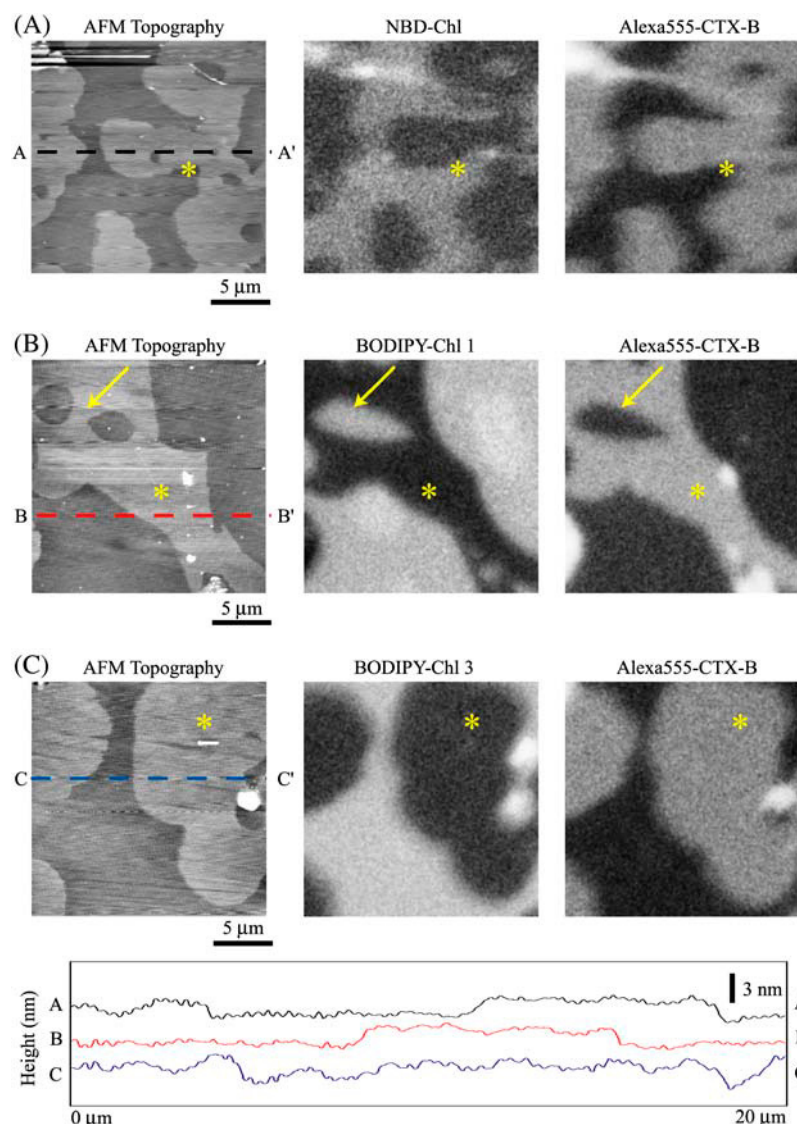 (A) AFM Topography NBD-Chl Alexa555-CTX-B
A * A' * *
5 μm
(B) AFM Topography BODIPY-Chl 1 Alexa555-CTX-B
* * *
B B'
5 μm
(C) AFM Topography BODIPY-Chl 3 Alexa555-CTX-B
* * *
C C'
5 μm
3 nm
A
B
C
Height (nm)
0 μm 20 μm